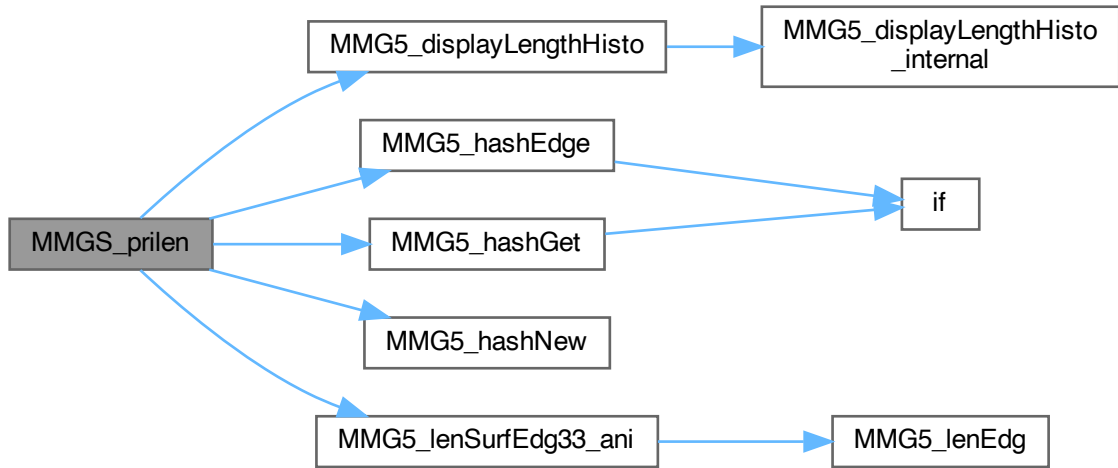 MMGS_prilen
MMG5_displayLengthHisto
MMG5_displayLengthHisto
_internal
MMG5_hashEdge
if
MMG5_hashGet
MMG5_hashNew
MMG5_lenSurfEdg33_ani
MMG5_lenEdg